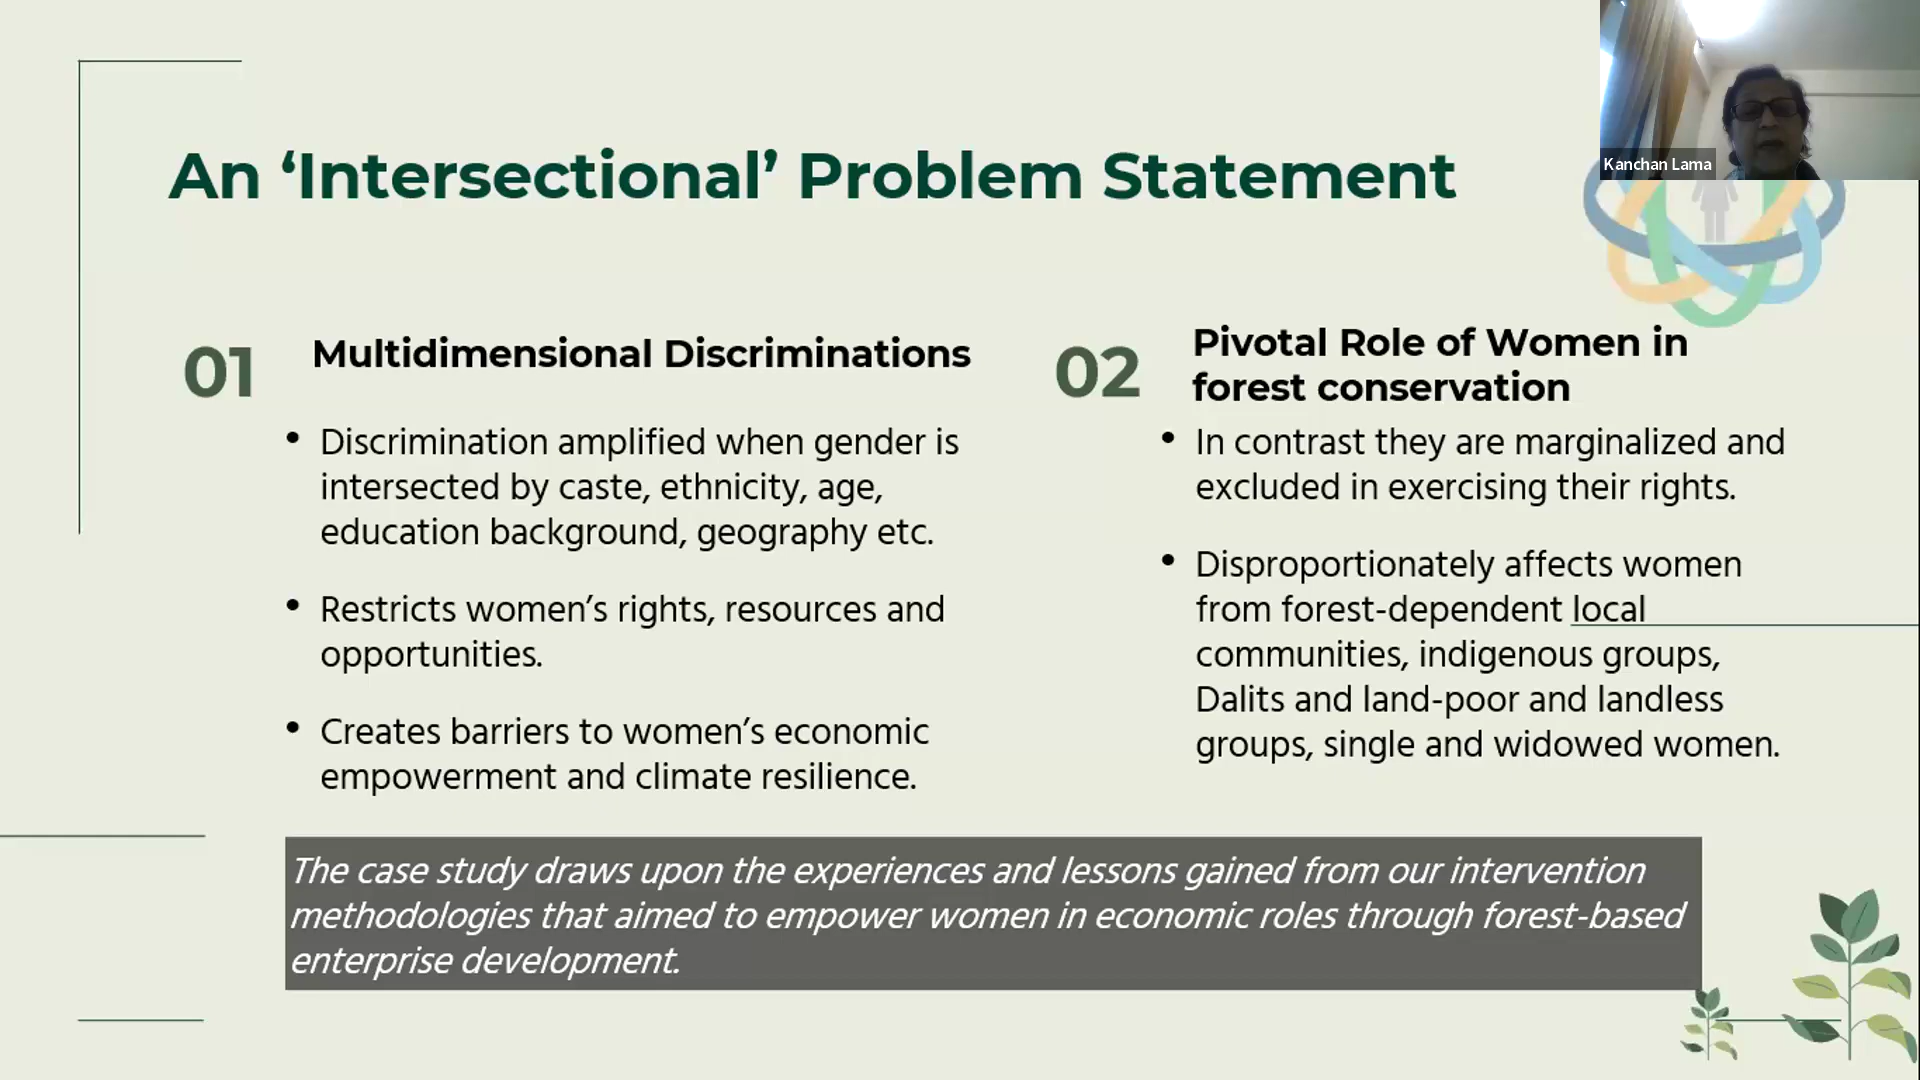 Kanchan Lama
An ‘Intersectional’ Problem Statement
01
Multidimensional Discriminations
• Discrimination amplified when gender is
intersected by caste, ethnicity, age,
education background, geography etc.
• Restricts women’s rights, resources and
opportunities.
• Creates barriers to women’s economic
empowerment and climate resilience.
02
Pivotal Role of Women in
forest conservation
• In contrast they are marginalized and
excluded in exercising their rights.
• Disproportionately affects women
from forest-dependent local
communities, indigenous groups,
Dalits and land-poor and landless
groups, single and widowed women.
The case study draws upon the experiences and lessons gained from our intervention
methodologies that aimed to empower women in economic roles through forest-based
enterprise development.